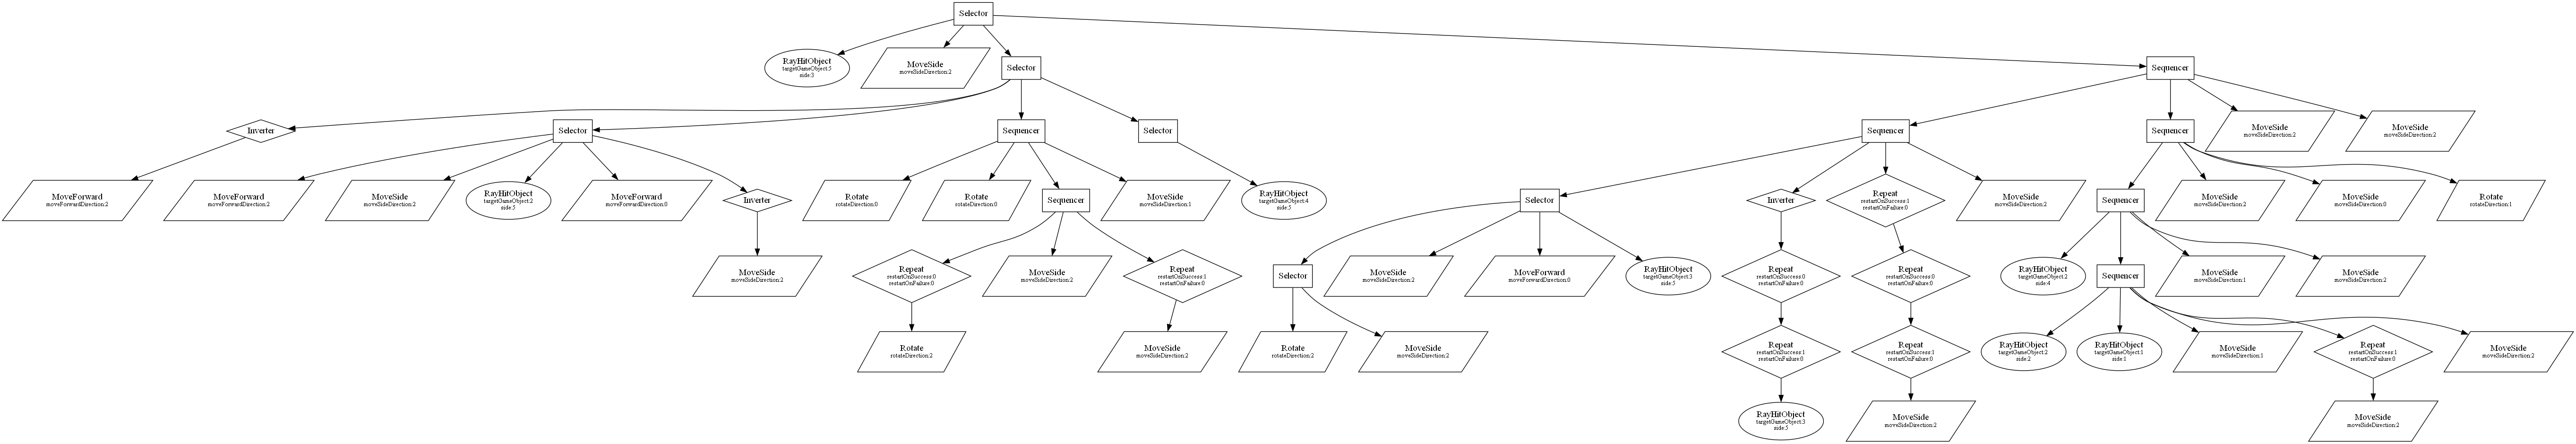 Selector
RayHitObject
targetGameObject:5
side:3
MoveSide
moveSideDirection:2
Selector
Sequencer
Inverter
Selector
Sequencer
Selector
Sequencer
Sequencer
MoveSide
moveSideDirection:2
MoveSide
moveSideDirection:2
MoveForward
moveForwardDirection:2
MoveForward
moveForwardDirection:2
MoveSide
moveSideDirection:2
RayHitObject
targetGameObject:2
side:5
MoveForward
moveForwardDirection:0
Inverter
Rotate
rotateDirection:0
Rotate
rotateDirection:0
Sequencer
MoveSide
moveSideDirection:1
RayHitObject
targetGameObject:4
side:5
Selector
Inverter
Repeat
restartOnSuccess:1
restartOnFailure:0
MoveSide
moveSideDirection:2
Sequencer
MoveSide
moveSideDirection:2
MoveSide
moveSideDirection:0
Rotate
rotateDirection:1
MoveSide
moveSideDirection:2
Repeat
restartOnSuccess:0
restartOnFailure:0
MoveSide
moveSideDirection:2
Repeat
restartOnSuccess:1
restartOnFailure:0
Selector
MoveSide
moveSideDirection:2
MoveForward
moveForwardDirection:0
RayHitObject
targetGameObject:3
side:5
Repeat
restartOnSuccess:0
restartOnFailure:0
Repeat
restartOnSuccess:0
restartOnFailure:0
RayHitObject
targetGameObject:2
side:4
Sequencer
MoveSide
moveSideDirection:1
MoveSide
moveSideDirection:2
Rotate
rotateDirection:2
MoveSide
moveSideDirection:2
Rotate
rotateDirection:2
MoveSide
moveSideDirection:2
Repeat
restartOnSuccess:1
restartOnFailure:0
Repeat
restartOnSuccess:1
restartOnFailure:0
RayHitObject
targetGameObject:2
side:2
RayHitObject
targetGameObject:1
side:1
MoveSide
moveSideDirection:1
Repeat
restartOnSuccess:1
restartOnFailure:0
MoveSide
moveSideDirection:2
RayHitObject
targetGameObject:3
side:5
MoveSide
moveSideDirection:2
MoveSide
moveSideDirection:2